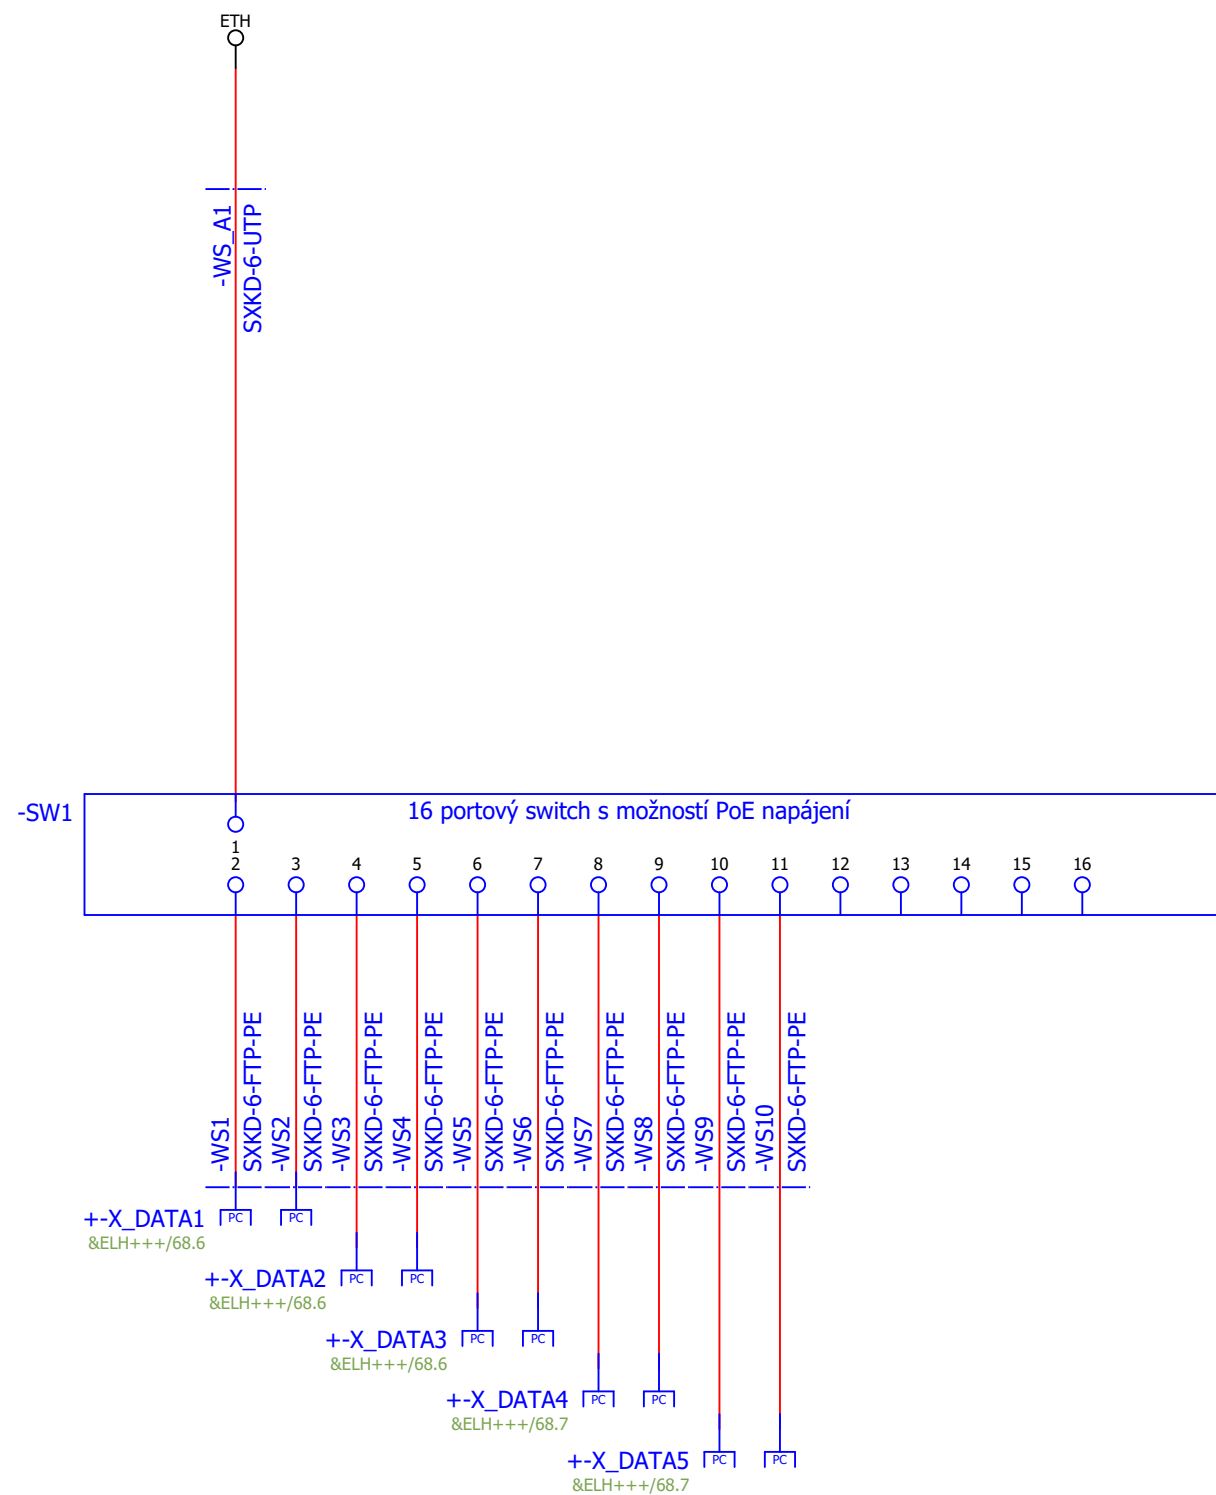 ETH
-WS_A1
SXKD-6-UTP
-SW1
16 portový switch s možností PoE napájení
1
2 3 4 5 6 7 8 9 10 11 12 13 14 15 16
-WS1
SXKD-6-FTP-PE
-WS2
SXKD-6-FTP-PE
-WS3
SXKD-6-FTP-PE
-WS4
SXKD-6-FTP-PE
-WS5
SXKD-6-FTP-PE
-WS6
SXKD-6-FTP-PE
-WS7
SXKD-6-FTP-PE
-WS8
SXKD-6-FTP-PE
-WS9
SXKD-6-FTP-PE
-WS10
SXKD-6-FTP-PE
+-X_DATA1 PC PC
&ELH+++/68.6
+-X_DATA2 PC PC
&ELH+++/68.6
+-X_DATA3 PC PC
&ELH+++/68.6
+-X_DATA4 PC PC
&ELH+++/68.7
+-X_DATA5 PC PC
&ELH+++/68.7